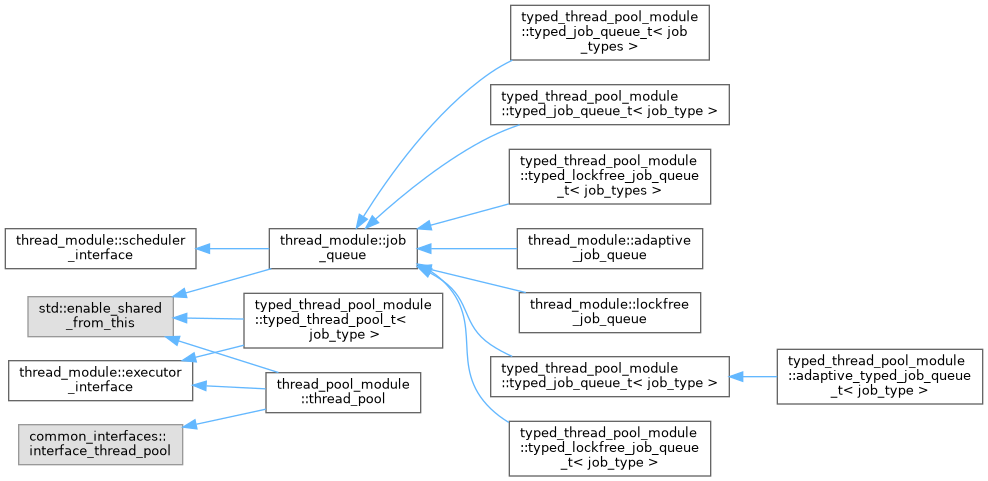 typed_thread_pool_module
::typed_job_queue_t< job
_types >
typed_thread_pool_module
::typed_job_queue_t< job_type >
typed_thread_pool_module
::typed_lockfree_job_queue
_t< job_types >
thread_module::scheduler
_interface
thread_module::job
_queue
thread_module::adaptive
_job_queue
std::enable_shared
_from_this
typed_thread_pool_module
::typed_thread_pool_t<
job_type >
thread_module::lockfree
_job_queue
thread_module::executor
_interface
thread_pool_module
::thread_pool
typed_thread_pool_module
::typed_job_queue_t< job_type >
typed_thread_pool_module
::adaptive_typed_job_queue
_t< job_type >
common_interfaces::
interface_thread_pool
typed_thread_pool_module
::typed_lockfree_job_queue
_t< job_type >